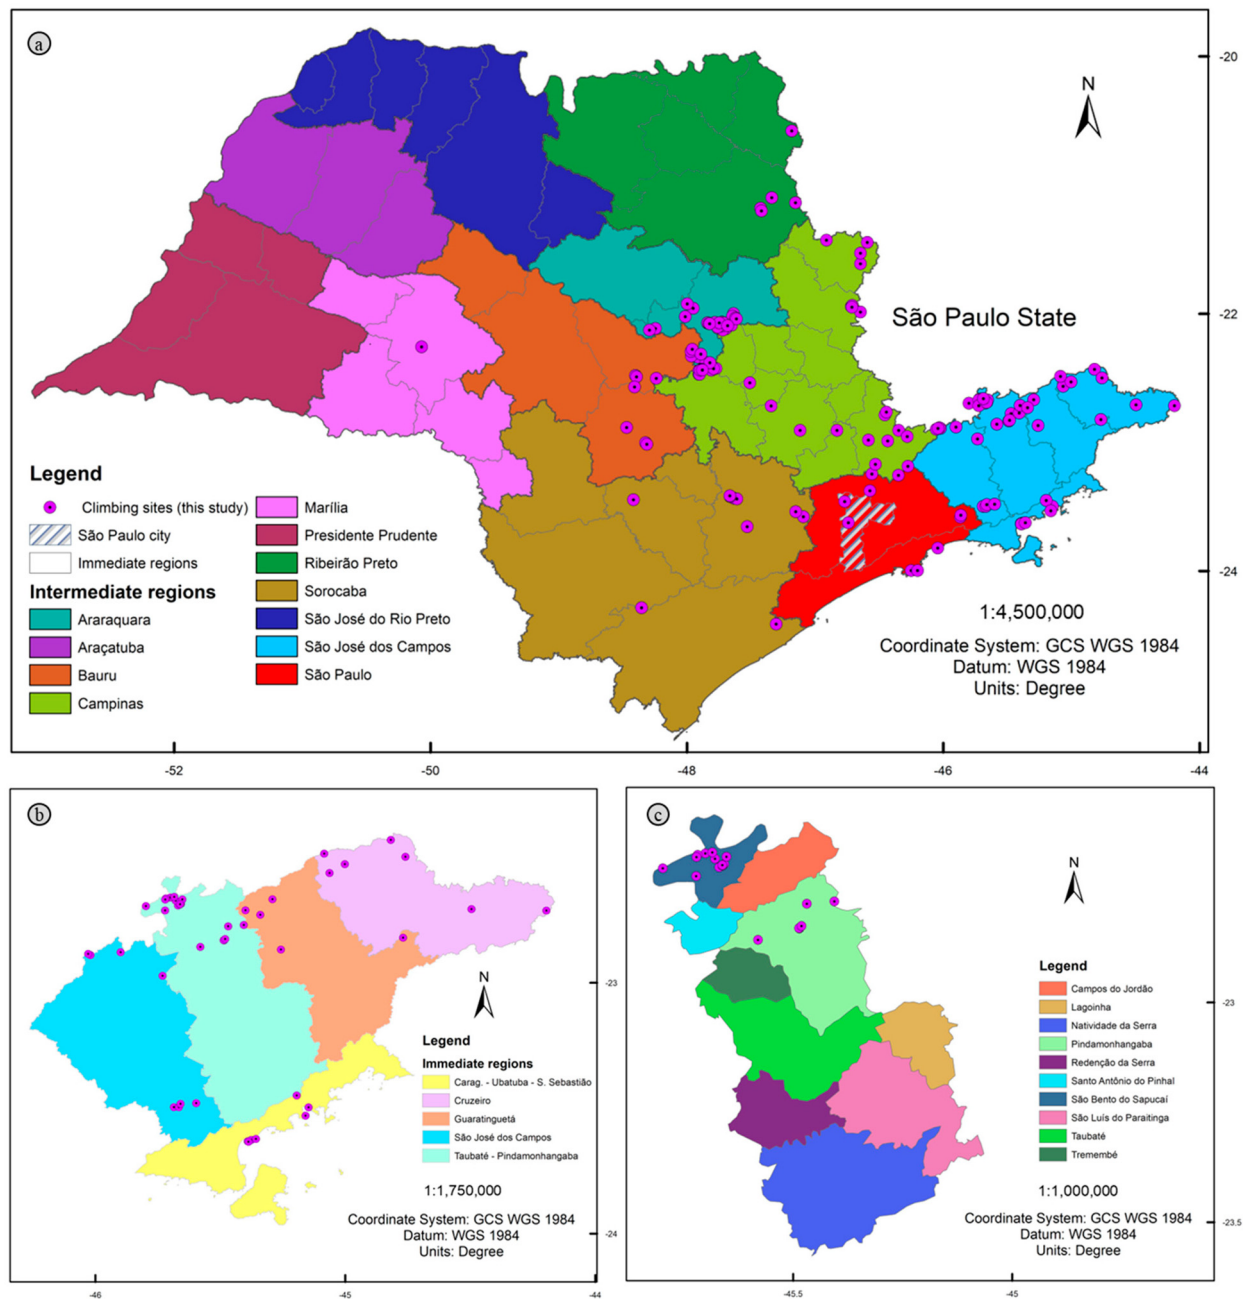 a
N
-20
São Paulo State
-22
Legend
Climbing sites (this study)
São Paulo city
Immediate regions
Intermediate regions
Araraquara
Araçatuba
Bauru
Campinas
Marília
Presidente Prudente
Ribeirão Preto
Sorocaba
São José do Rio Preto
São José dos Campos
São Paulo
-24
1:4,500,000
Coordinate System: GCS WGS 1984
Datum: WGS 1984
Units: Degree
-52
-50
-48
-46
-44
b
N
-23
Legend
Immediate regions
Carag. - Ubatuba - S. Sebastião
Cruzeiro
Guaratinguetá
São José dos Campos
Taubaté - Pindamonhangaba
1:1,750,000
Coordinate System: GCS WGS 1984
Datum: WGS 1984
Units: Degree
-24
-46
-45
-44
c
N
Legend
Campos do Jordão
Lagoinha
Natividade da Serra
Pindamonhangaba
Redenção da Serra
Santo Antônio do Pinhal
São Bento do Sapucaí
São Luís do Paraitinga
Taubaté
Tremembé
-23
1:1,000,000
Coordinate System: GCS WGS 1984
Datum: WGS 1984
Units: Degree
-23.5
-45.5
-45